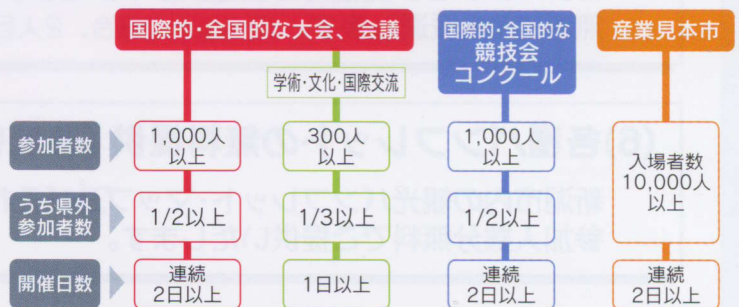 国際的・全国的な大会、会議
学術・文化・国際交流
国際的・全国的な
競技会
コンクール
産業見本市
参加者数
1,000人
以上
300人
以上
1,000人
以上
入場者数
10,000人
以上
うち県外
参加者数
1/2以上
1/3以上
1/2以上
開催日数
連続
2日以上
1日以上
連続
2日以上
連続
2日以上